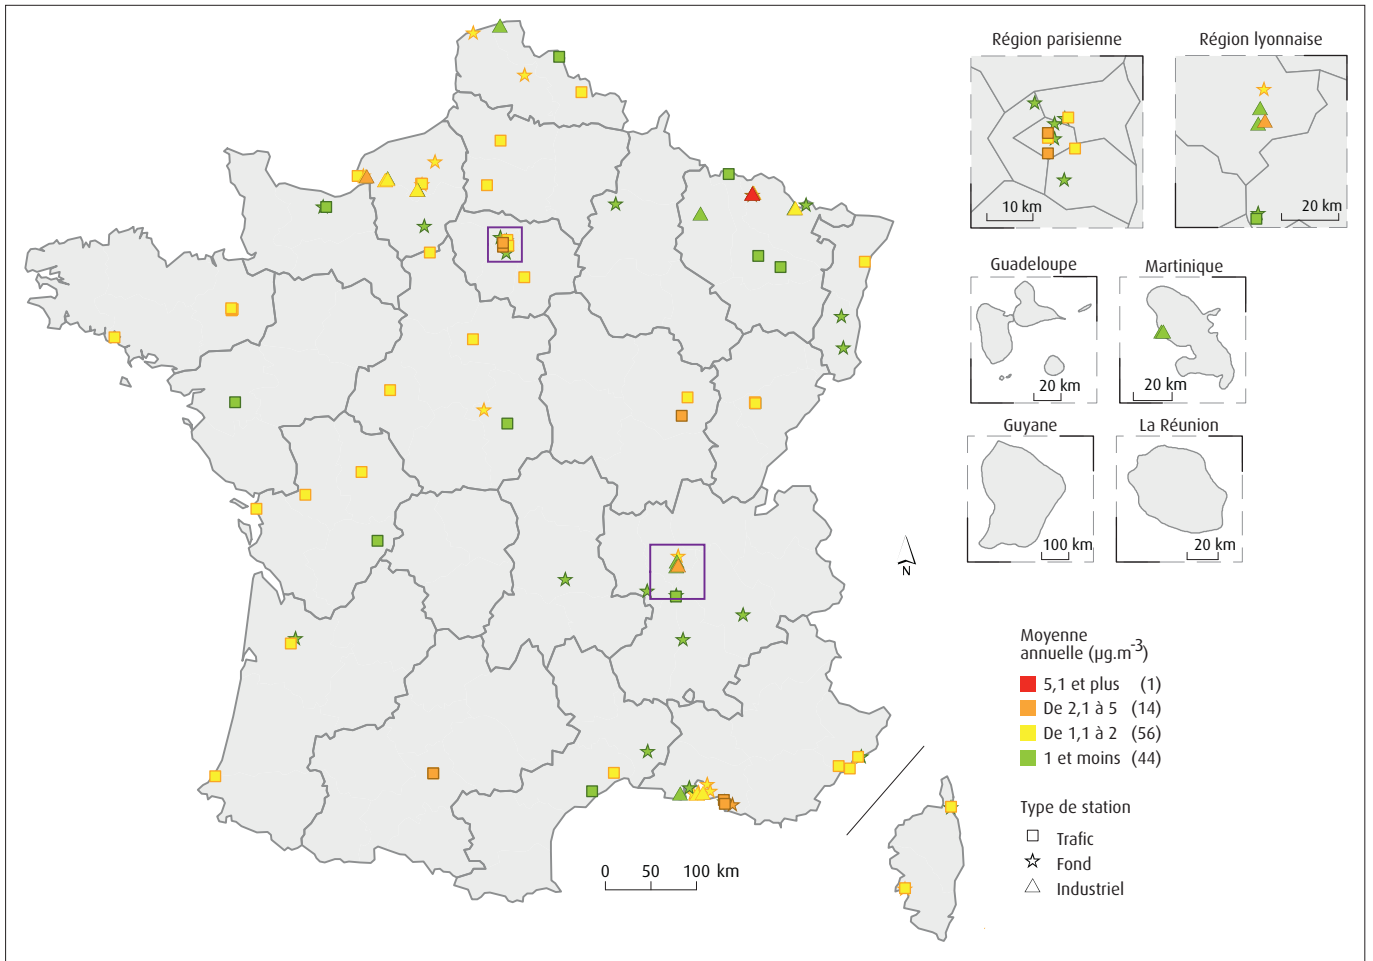 Région parisienne
Région lyonnaise
10 km
20 km
Guadeloupe
Martinique
20 km
20 km
Guyane
La Réunion
100 km
20 km
N
Moyenne
annuelle (µg.m-3)
5,1 et plus (1)
De 2,1 à 5 (14)
De 1,1 à 2 (56)
1 et moins (44)
Type de station
Trafic
Fond
Industriel
0 50 100 km